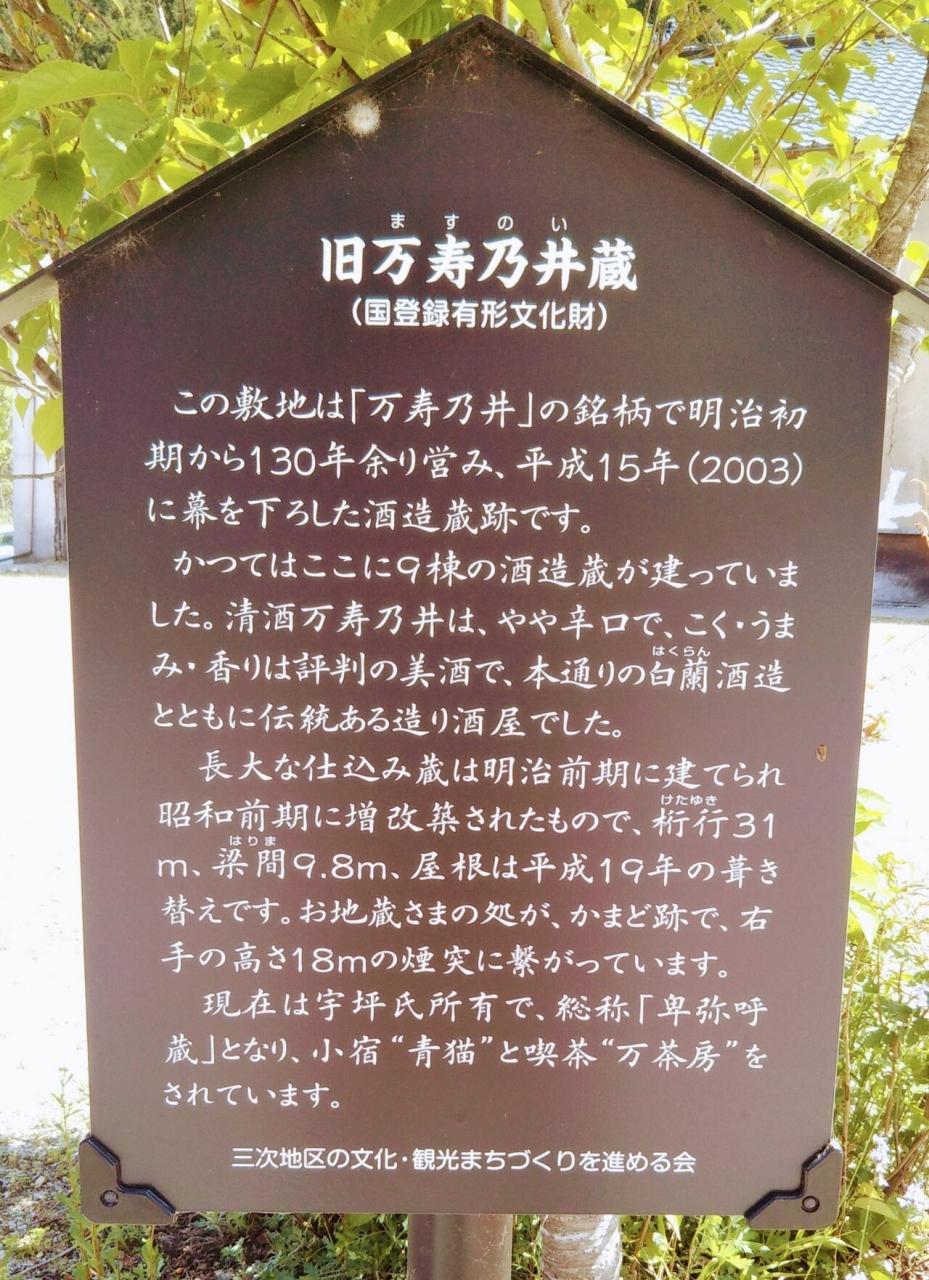 ますのい
旧万寿乃井蔵
(国登録有形文化財)
この敷地は「万寿乃井」の銘柄で明治初
期から130年余り営み、平成15年(2003)
に幕を下ろした酒造蔵跡です。
かつてはここに9棟の酒造蔵が建っていま
した。清酒万寿乃井は、やや辛口で、こく・うま
はくらん
み・香りは評判の美酒で、本通りの白蘭酒造
とともに伝統ある造り酒屋でした。
長大な仕込み蔵は明治前期に建てられ
けたゆき
昭和前期に増改築されたもので、桁行31
はりま
m、梁間9.8m、屋根は平成19年の葺き
替えです。お地蔵さまの処が、かまど跡で、右
手の高さ18mの煙突に繋がっています。
現在は宇坪氏所有で、総称「卑弥呼
蔵」となり、小宿“青猫”と喫茶“万茶房”を
されています。
三次地区の文化・観光まちづくりを進める会